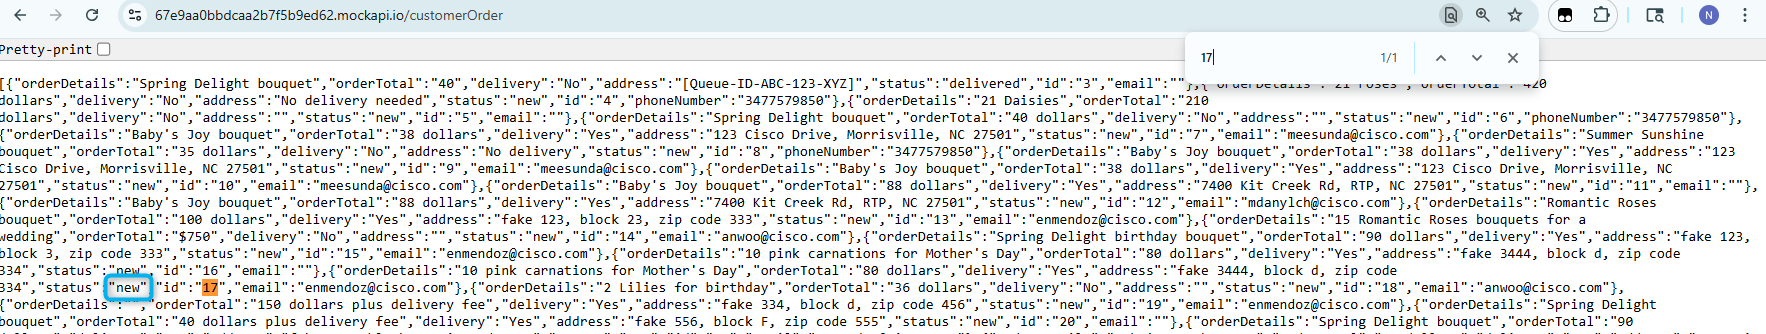 67e9aa0bbdcaa2b7f5b9ed62.mockapi.io/customerOrder
N
17
1/1
Pretty-print
[{"orderDetails":"Spring Delight bouquet","orderTotal":"40","delivery":"No","address":"[Queue-ID-ABC-123-XYZ]","status":"delivered","id":"3","email":""},{"orderDetails":"21 roses","orderTotal":"420
dollars","delivery":"No","address":"No delivery needed","status":"new","id":"4","phoneNumber":"3477579850"},{"orderDetails":"21 Daisies","orderTotal":"210
dollars","delivery":"No","address":"","status":"new","id":"5","email":""},{"orderDetails":"Spring Delight bouquet","orderTotal":"40 dollars","delivery":"No","address":"","status":"new","id":"6","phoneNumber":"3477579850"},
{"orderDetails":"Baby's Joy bouquet","orderTotal":"38 dollars","delivery":"Yes","address":"123 Cisco Drive, Morrisville, NC 27501","status":"new","id":"7","email":"meesunda@cisco.com"},{"orderDetails":"Summer Sunshine
bouquet","orderTotal":"35 dollars","delivery":"No","address":"No delivery","status":"new","id":"8","phoneNumber":"3477579850"},{"orderDetails":"Baby's Joy bouquet","orderTotal":"38 dollars","delivery":"Yes","address":"123
Cisco Drive, Morrisville, NC 27501","status":"new","id":"9","email":"meesunda@cisco.com"},{"orderDetails":"Baby's Joy bouquet","orderTotal":"38 dollars","delivery":"Yes","address":"123 Cisco Drive, Morrisville, NC
27501","status":"new","id":"10","email":"meesunda@cisco.com"},{"orderDetails":"Baby's Joy bouquet","orderTotal":"88 dollars","delivery":"Yes","address":"7400 Kit Creek Rd, RTP, NC 27501","status":"new","id":"11","email":""},
{"orderDetails":"Baby's Joy bouquet","orderTotal":"88 dollars","delivery":"Yes","address":"7400 Kit Creek Rd, RTP, NC 27501","status":"new","id":"12","email":"mdanylch@cisco.com"},{"orderDetails":"Romantic Roses
bouquet","orderTotal":"100 dollars","delivery":"Yes","address":"fake 123, block 23, zip code 333","status":"new","id":"13","email":"enmendoz@cisco.com"},{"orderDetails":"15 Romantic Roses bouquets for a
wedding","orderTotal":"$750","delivery":"No","address":"","status":"new","id":"14","email":"anwoo@cisco.com"},{"orderDetails":"Spring Delight birthday bouquet","orderTotal":"90 dollars","delivery":"Yes","address":"fake 123,
block 3, zip code 333","status":"new","id":"15","email":"enmendoz@cisco.com"},{"orderDetails":"10 pink carnations for Mother's Day","orderTotal":"80 dollars","delivery":"Yes","address":"fake 3444, block d, zip code
334","status":"new","id":"16","email":""},{"orderDetails":"10 pink carnations for Mother's Day","orderTotal":"80 dollars","delivery":"Yes","address":"fake 3444, block d, zip code
334","status":"new","id":"17","email":"enmendoz@cisco.com"},{"orderDetails":"2 Lilies for birthday","orderTotal":"36 dollars","delivery":"No","address":"","status":"new","id":"18","email":"anwoo@cisco.com"},
{"orderDetails":"","orderTotal":"150 dollars plus delivery fee","delivery":"Yes","address":"fake 334, block d, zip code 456","status":"new","id":"19","email":"enmendoz@cisco.com"},{"orderDetails":"Spring Delight
bouquet","orderTotal":"40 dollars plus delivery fee","delivery":"Yes","address":"fake 556, block F, zip code 555","status":"new","id":"20","email":""},{"orderDetails":"Spring Delight bouquet","orderTotal":"90